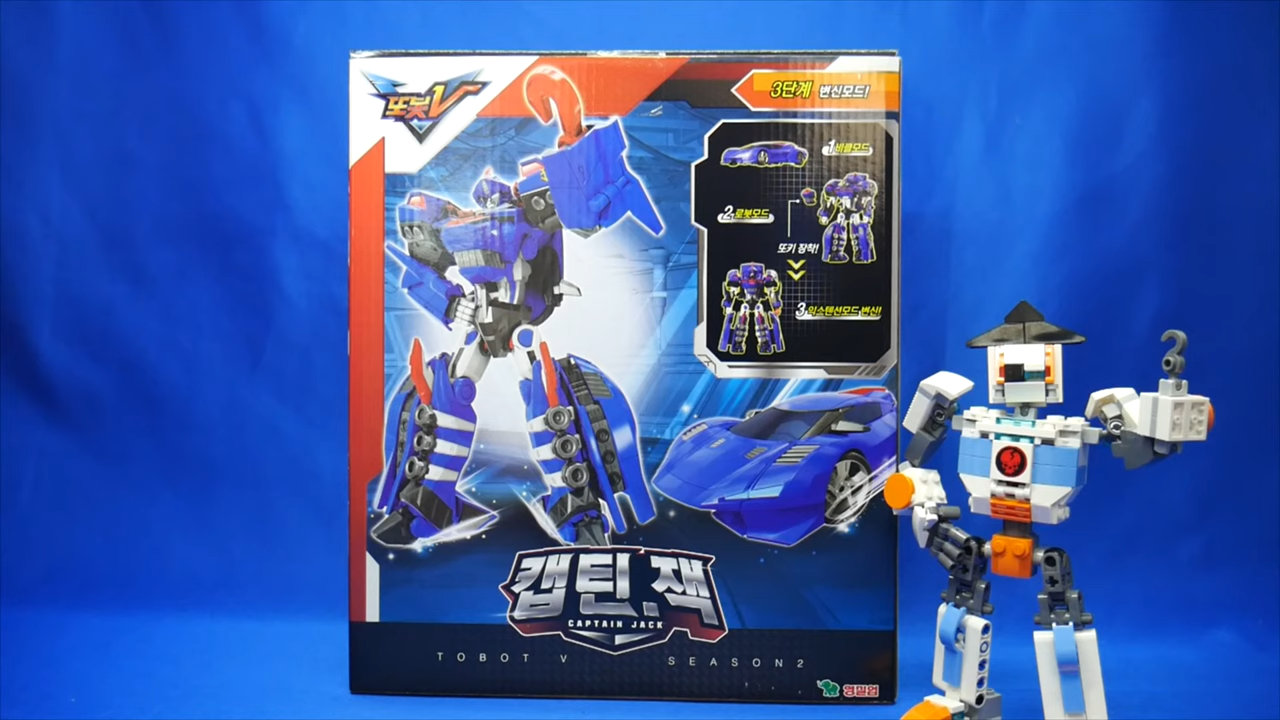 또봇V
3단계 변신모드!
1 비클모드
2 로봇모드
또키 장착!
3 익스텐션모드 변신!
캡틴.잭
CAPTAIN JACK
TOBOT V SEASON2
영실업